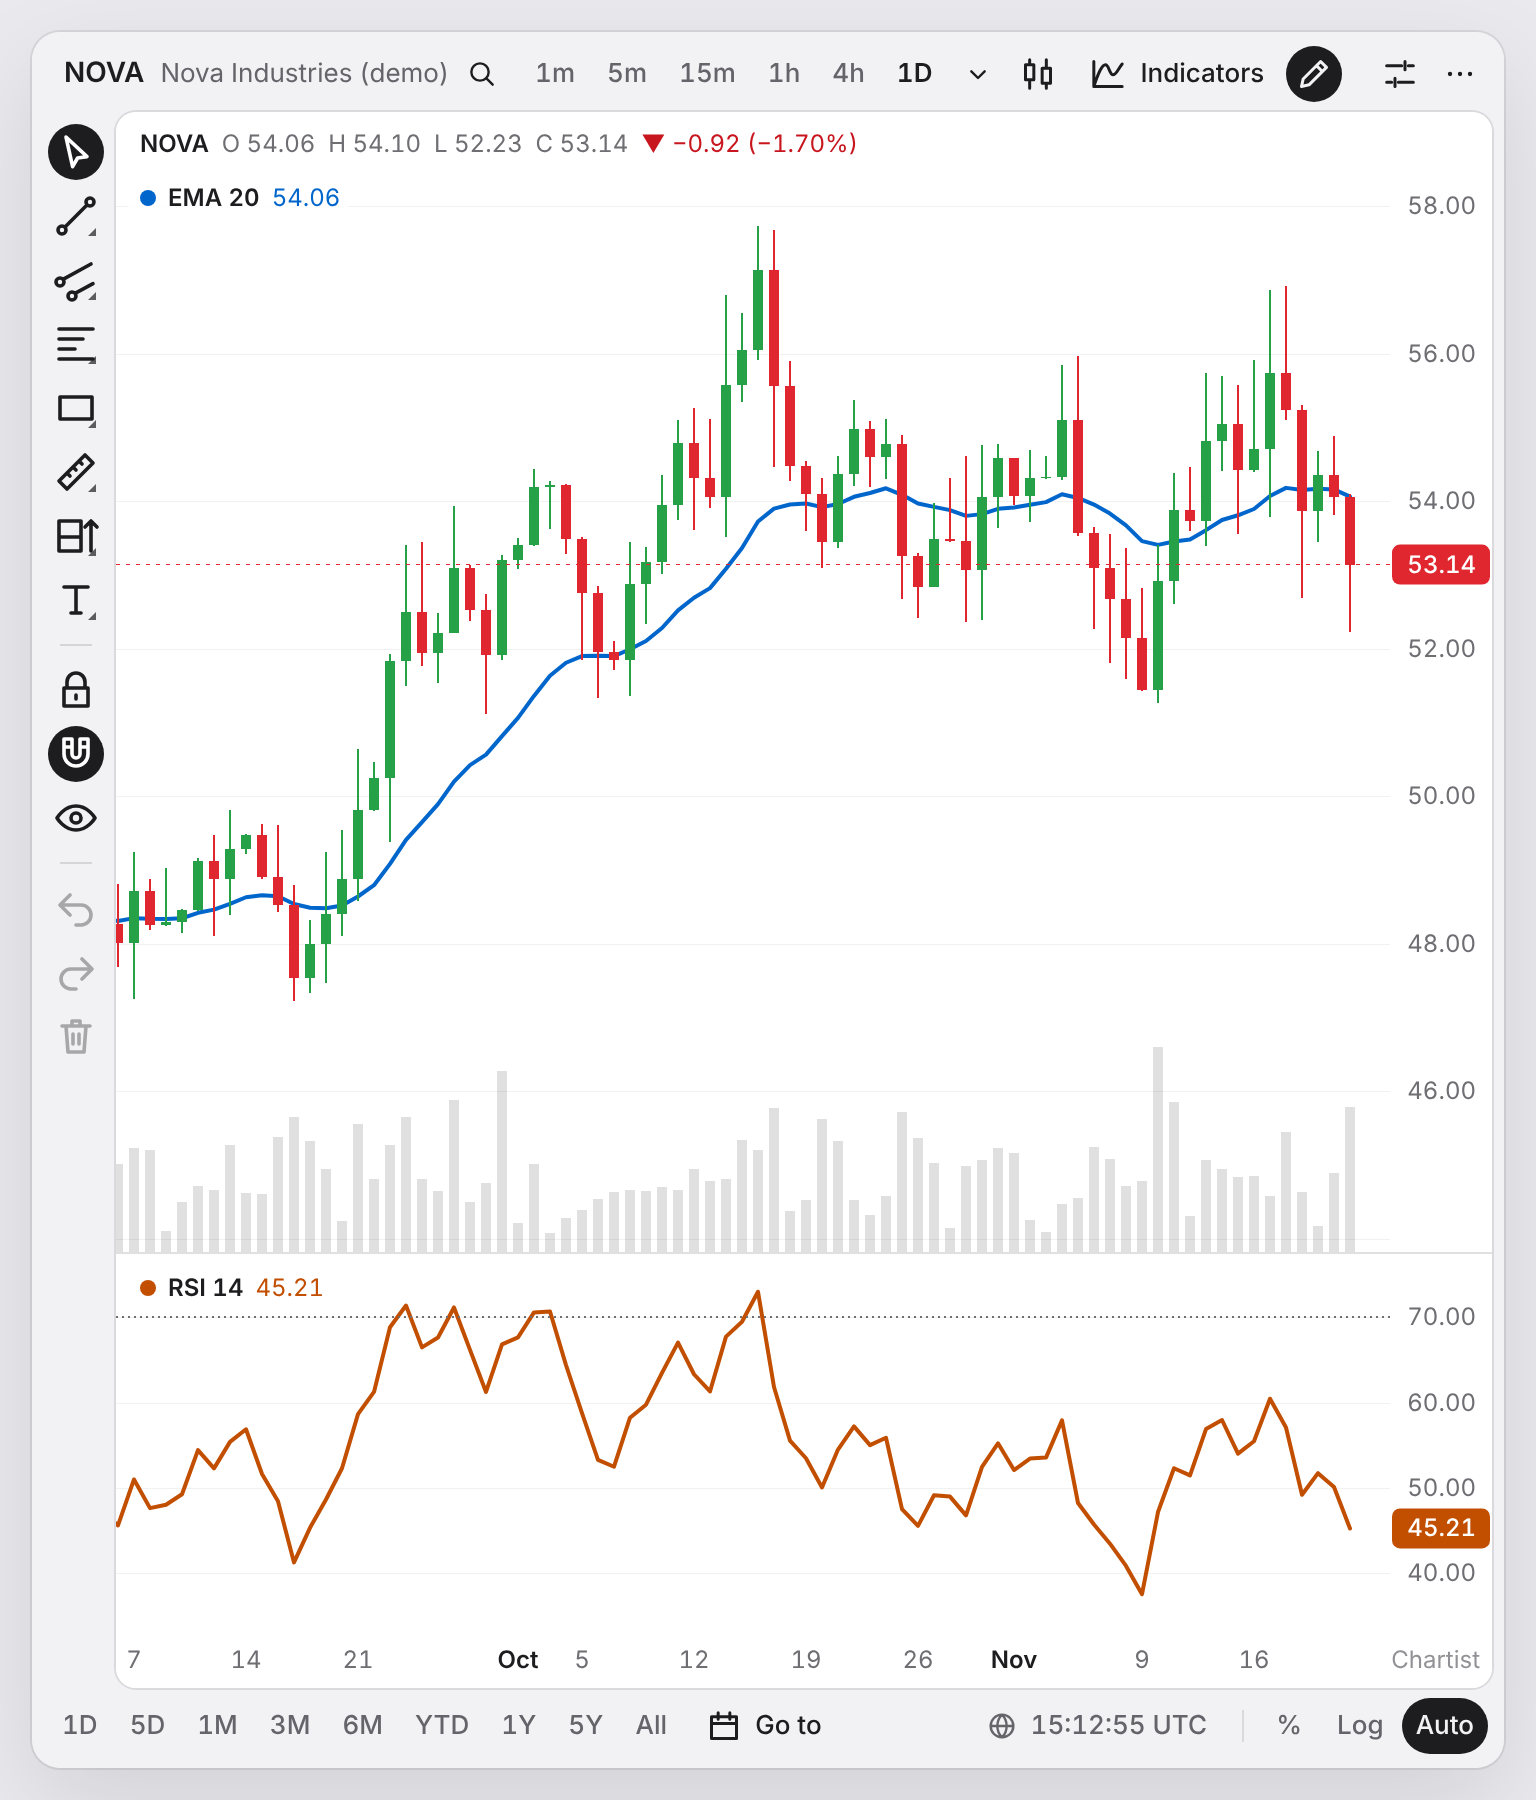 NOVA Nova Industries (demo) 1m 5m 15m 1h 4h 1D Indicators
NOVA O 54.06 H 54.10 L 52.23 C 53.14 ▼ −0.92 (−1.70%)
EMA 20 54.06
58.00
56.00
54.00
53.14
52.00
50.00
48.00
46.00
RSI 14 45.21
70.00
60.00
50.00
45.21
40.00
7 14 21 Oct 5 12 19 26 Nov 9 16 Chartist
1D 5D 1M 3M 6M YTD 1Y 5Y All Go to 15:12:55 UTC % Log Auto